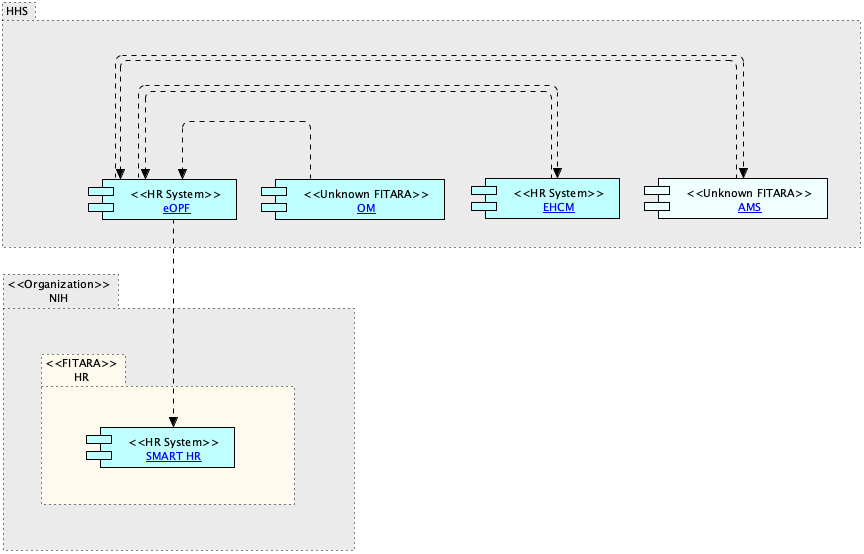 HHS
<<HR System>>
eOPF
<<Unknown FITARA>>
OM
<<HR System>>
EHCM
<<Unknown FITARA>>
AMS
<<Organization>>
NIH
<<FITARA>>
HR
<<HR System>>
SMART HR